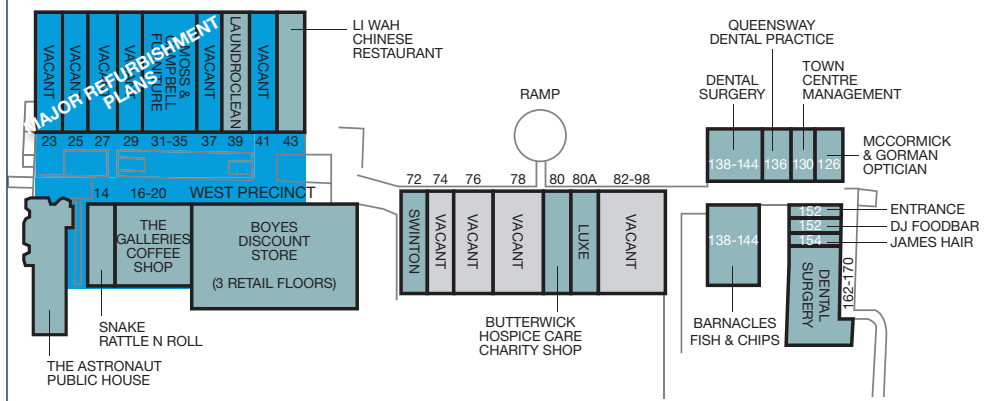 LI WAH
CHINESE
RESTAURANT
QUEENSWAY
DENTAL PRACTICE
DENTAL
SURGERY
TOWN
CENTRE
MANAGEMENT
MCCORMICK
& GORMAN
OPTICIAN
RAMP
MAJOR REFURBISHMENT
PLANS
VACANT
VACANT
VACANT
VACANT
MOSS &
CAMPBELL
FURNITURE
VACANT
LAUNDROCLEAN
VACANT
23 25 27 29 31-35 37 39 41 43
138-144 136 130 126
14 16-20 WEST PRECINCT
72 74 76 78 80 80A 82-98
THE
GALLERIES
COFFEE
SHOP
BOYES
DISCOUNT
STORE
(3 RETAIL FLOORS)
SWINTON
VACANT
VACANT
VACANT
LUXE
VACANT
138-144
152 ENTRANCE
152 DJ FOODBAR
154 JAMES HAIR
DENTAL
SURGERY
162-170
SNAKE
RATTLE N ROLL
THE ASTRONAUT
PUBLIC HOUSE
BUTTERWICK
HOSPICE CARE
CHARITY SHOP
BARNACLES
FISH & CHIPS